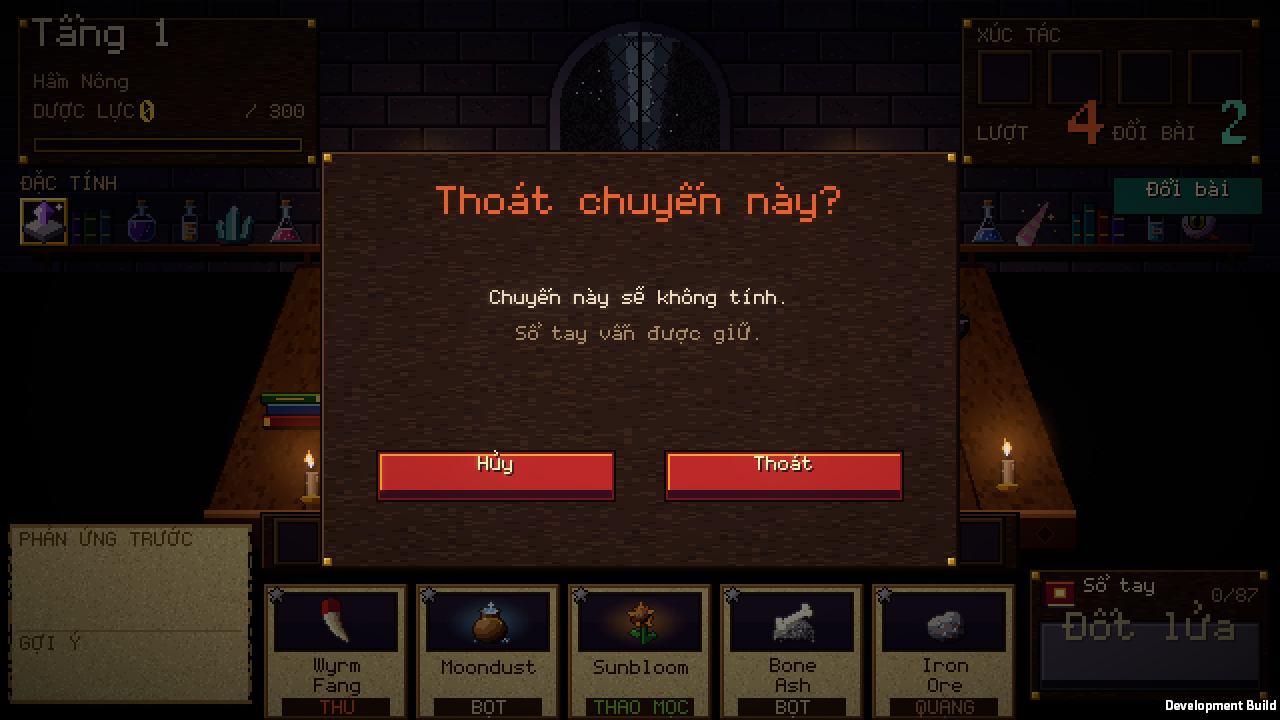 Tầng 1
Hầm Nông
DƯỢC LỰC 0 / 300
ĐẶC TÍNH
XÚC TÁC
LƯỢT 4 ĐỔI BÀI 2
Đổi bài
Thoát chuyến này?
Chuyến này sẽ không tính.
Sổ tay vẫn được giữ.
Hủy
Thoát
PHẢN ỨNG TRƯỚC
GỢI Ý
Wyrm
Fang
THÚ
Moondust
BỘT
Sunbloom
THẢO MỘC
Bone
Ash
BỘT
Iron
Ore
QUẶNG
Sổ tay
0/87
Đốt lửa
Development Build